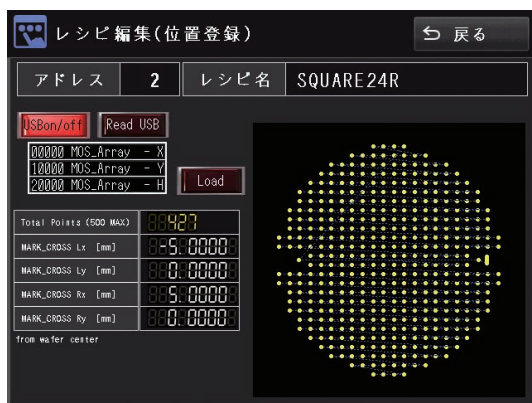 レシピ編集(位置登録)
戻る
アドレス 2 レシピ名 SQUARE24R
USBon/off Read USB
00000 MOS_Array - X
10000 MOS_Array - Y
20000 MOS_Array - H
Load
Total Points (500 MAX) 427
MARK_CROSS Lx [mm] -5.0000
MARK_CROSS Ly [mm] 0.0000
MARK_CROSS Rx [mm] 5.0000
MARK_CROSS Ry [mm] 0.0000
from wafer center